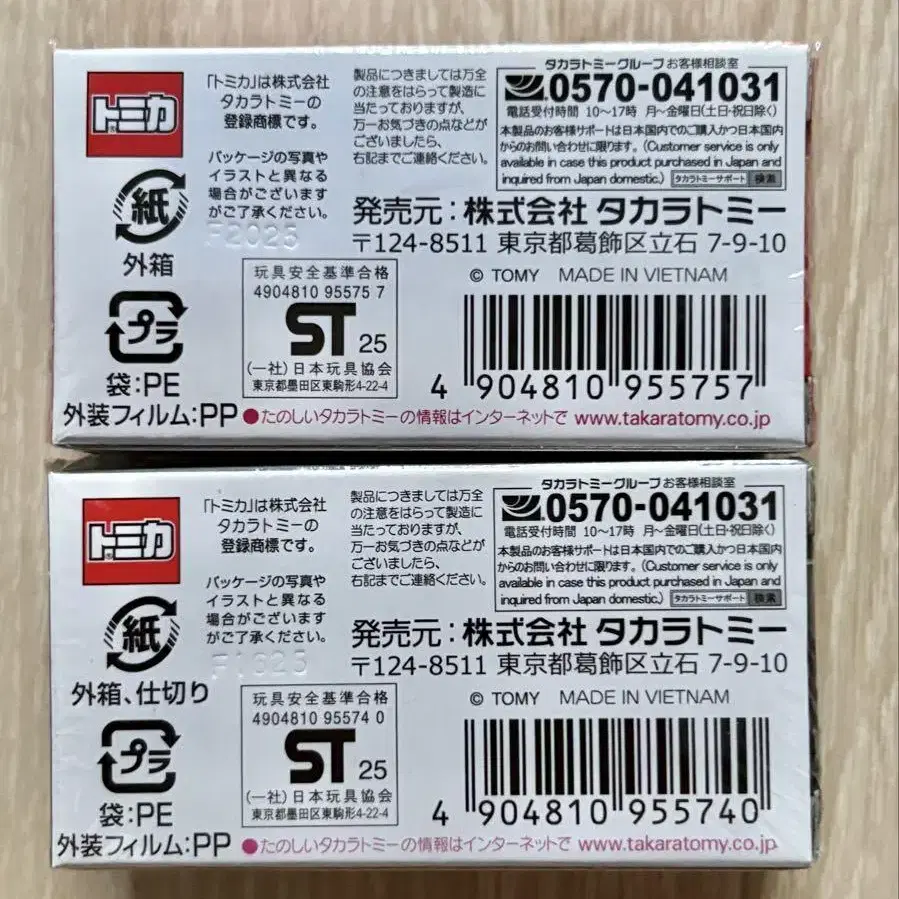 トミカ
「トミカ」は株式会社
タカラトミーの
登録商標です。
パッケージの写真や
イラストと異なる
場合がございます
がご了承ください。
F2025
製品につきましては万全
の注意をはらって製造に
当たっておりますが、
万一お気づきの点などが
ございましたら、
右記までご連絡ください。
タカラトミーグループ お客様相談室
0570-041031
電話受付時間 10〜17時 月〜金曜日(土日・祝日除く)
本製品のお客様サポートは日本国内でのご購入かつ日本国内
からのお問い合わせに限ります。(Customer service is only
available in case this product purchased in Japan and
inquired from Japan domestic.) タカラトミーサポート 検索
発売元:株式会社 タカラトミー
〒124-8511 東京都葛飾区立石 7-9-10
© TOMY MADE IN VIETNAM
紙
外箱
プラ
袋:PE
外装フィルム:PP
玩具安全基準合格
4904810 95575 7
ST 25
(一社)日本玩具協会
東京都墨田区東駒形4-22-4
4 904810 955757
●たのしいタカラトミーの情報はインターネットで www.takaratomy.co.jp
トミカ
「トミカ」は株式会社
タカラトミーの
登録商標です。
パッケージの写真や
イラストと異なる
場合がございます
がご了承ください。
F1325
製品につきましては万全
の注意をはらって製造に
当たっておりますが、
万一お気づきの点などが
ございましたら、
右記までご連絡ください。
タカラトミーグループ お客様相談室
0570-041031
電話受付時間 10〜17時 月〜金曜日(土日・祝日除く)
本製品のお客様サポートは日本国内でのご購入かつ日本国内
からのお問い合わせに限ります。(Customer service is only
available in case this product purchased in Japan and
inquired from Japan domestic.) タカラトミーサポート 検索
発売元:株式会社 タカラトミー
〒124-8511 東京都葛飾区立石 7-9-10
© TOMY MADE IN VIETNAM
紙
外箱、仕切り
プラ
袋:PE
外装フィルム:PP
玩具安全基準合格
4904810 95574 0
ST 25
(一社)日本玩具協会
東京都墨田区東駒形4-22-4
4 904810 955740
●たのしいタカラトミーの情報はインターネットで www.takaratomy.co.jp